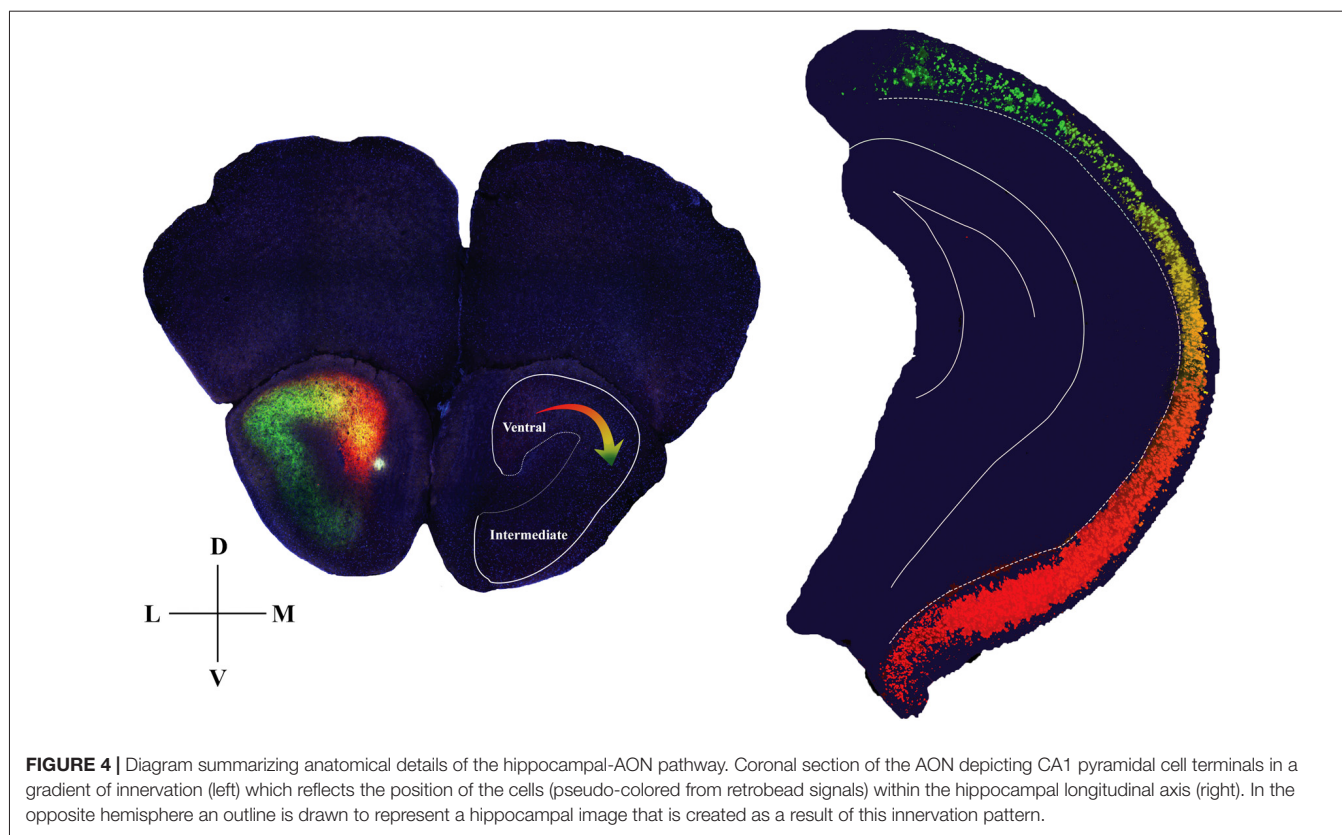 Ventral
Intermediate
D
L M
V
FIGURE 4 | Diagram summarizing anatomical details of the hippocampal-AON pathway. Coronal section of the AON depicting CA1 pyramidal cell terminals in a
gradient of innervation (left) which reflects the position of the cells (pseudo-colored from retrobead signals) within the hippocampal longitudinal axis (right). In the
opposite hemisphere an outline is drawn to represent a hippocampal image that is created as a result of this innervation pattern.